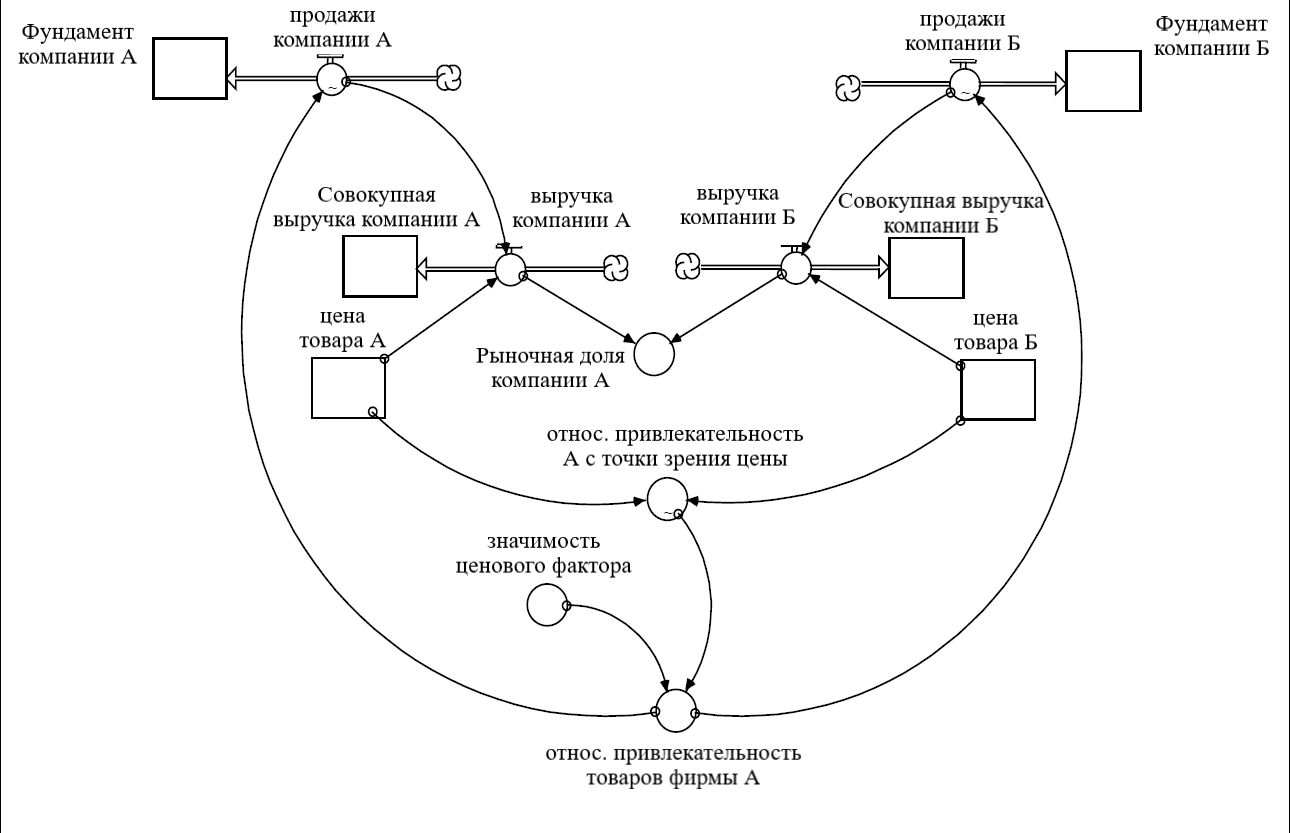 Фундамент
компании А
продажи
компании А
продажи
компании Б
Фундамент
компании Б
Совокупная
выручка компании А
выручка
компании А
выручка
компании Б
Совокупная выручка
компании Б
цена
товара А
Рыночная доля
компании А
цена
товара Б
относ. привлекательность
А с точки зрения цены
значимость
ценового фактора
относ. привлекательность
товаров фирмы А